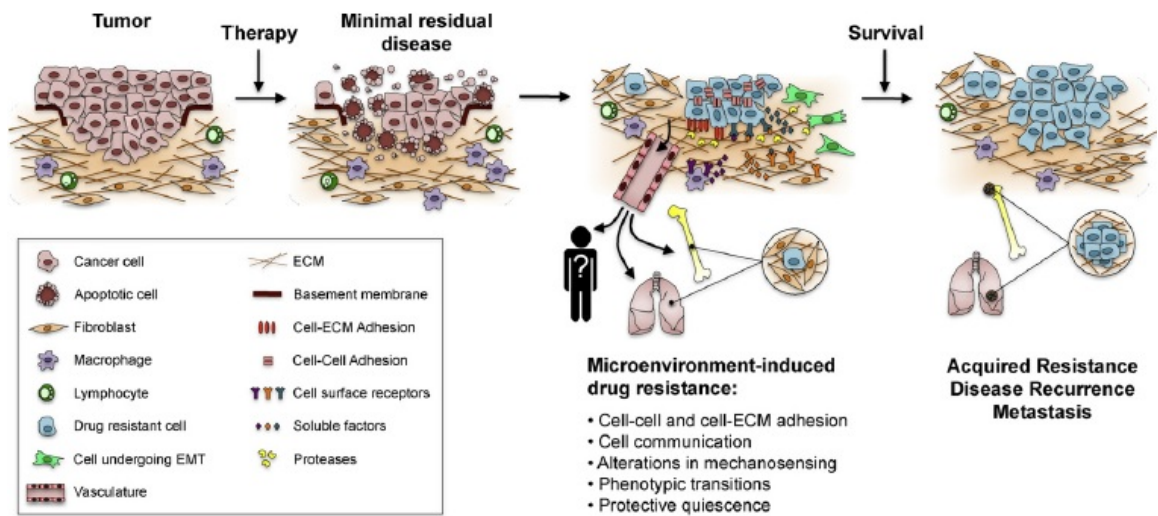 Tumor
Therapy
Minimal residual
disease
Survival
Cancer cell
Apoptotic cell
Fibroblast
Macrophage
Lymphocyte
Drug resistant cell
Cell undergoing EMT
Vasculature
ECM
Basement membrane
Cell-ECM Adhesion
Cell-Cell Adhesion
Cell surface receptors
Soluble factors
Proteases
?
Microenvironment-induced
drug resistance:
• Cell-cell and cell-ECM adhesion
• Cell communication
• Alterations in mechanosensing
• Phenotypic transitions
• Protective quiescence
Acquired Resistance
Disease Recurrence
Metastasis